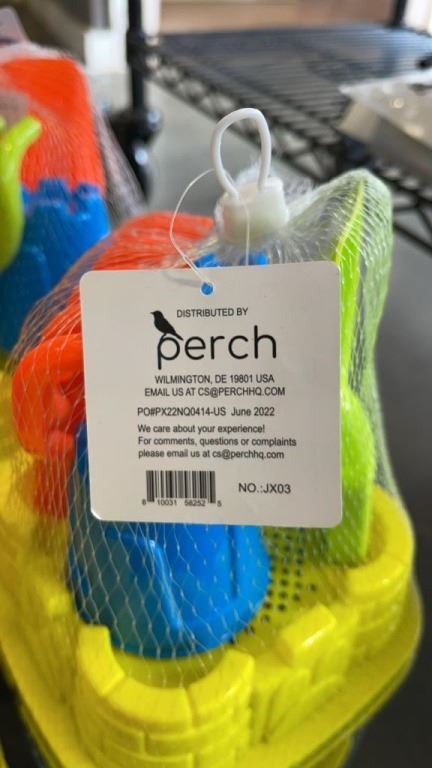 DISTRIBUTED BY
perch
WILMINGTON, DE 19801 USA
EMAIL US AT CS@PERCHHQ.COM
PO#PX22NQ0414-US June 2022
We care about your experience!
For comments, questions or complaints
please email us at cs@perchhq.com
8 10031 58252 5
NO.:JX03